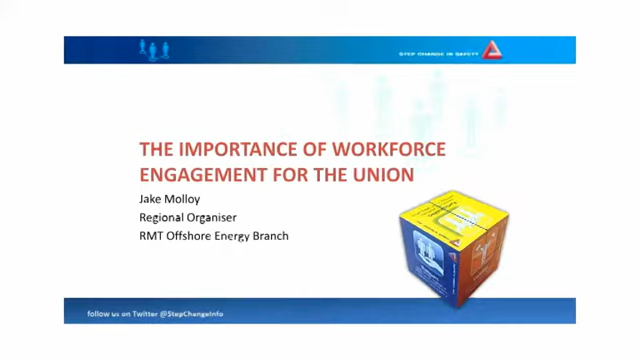 STEP CHANGE IN SAFETY
THE IMPORTANCE OF WORKFORCE
ENGAGEMENT FOR THE UNION
Jake Molloy
Regional Organiser
RMT Offshore Energy Branch
follow us on Twitter @StepChangeInfo